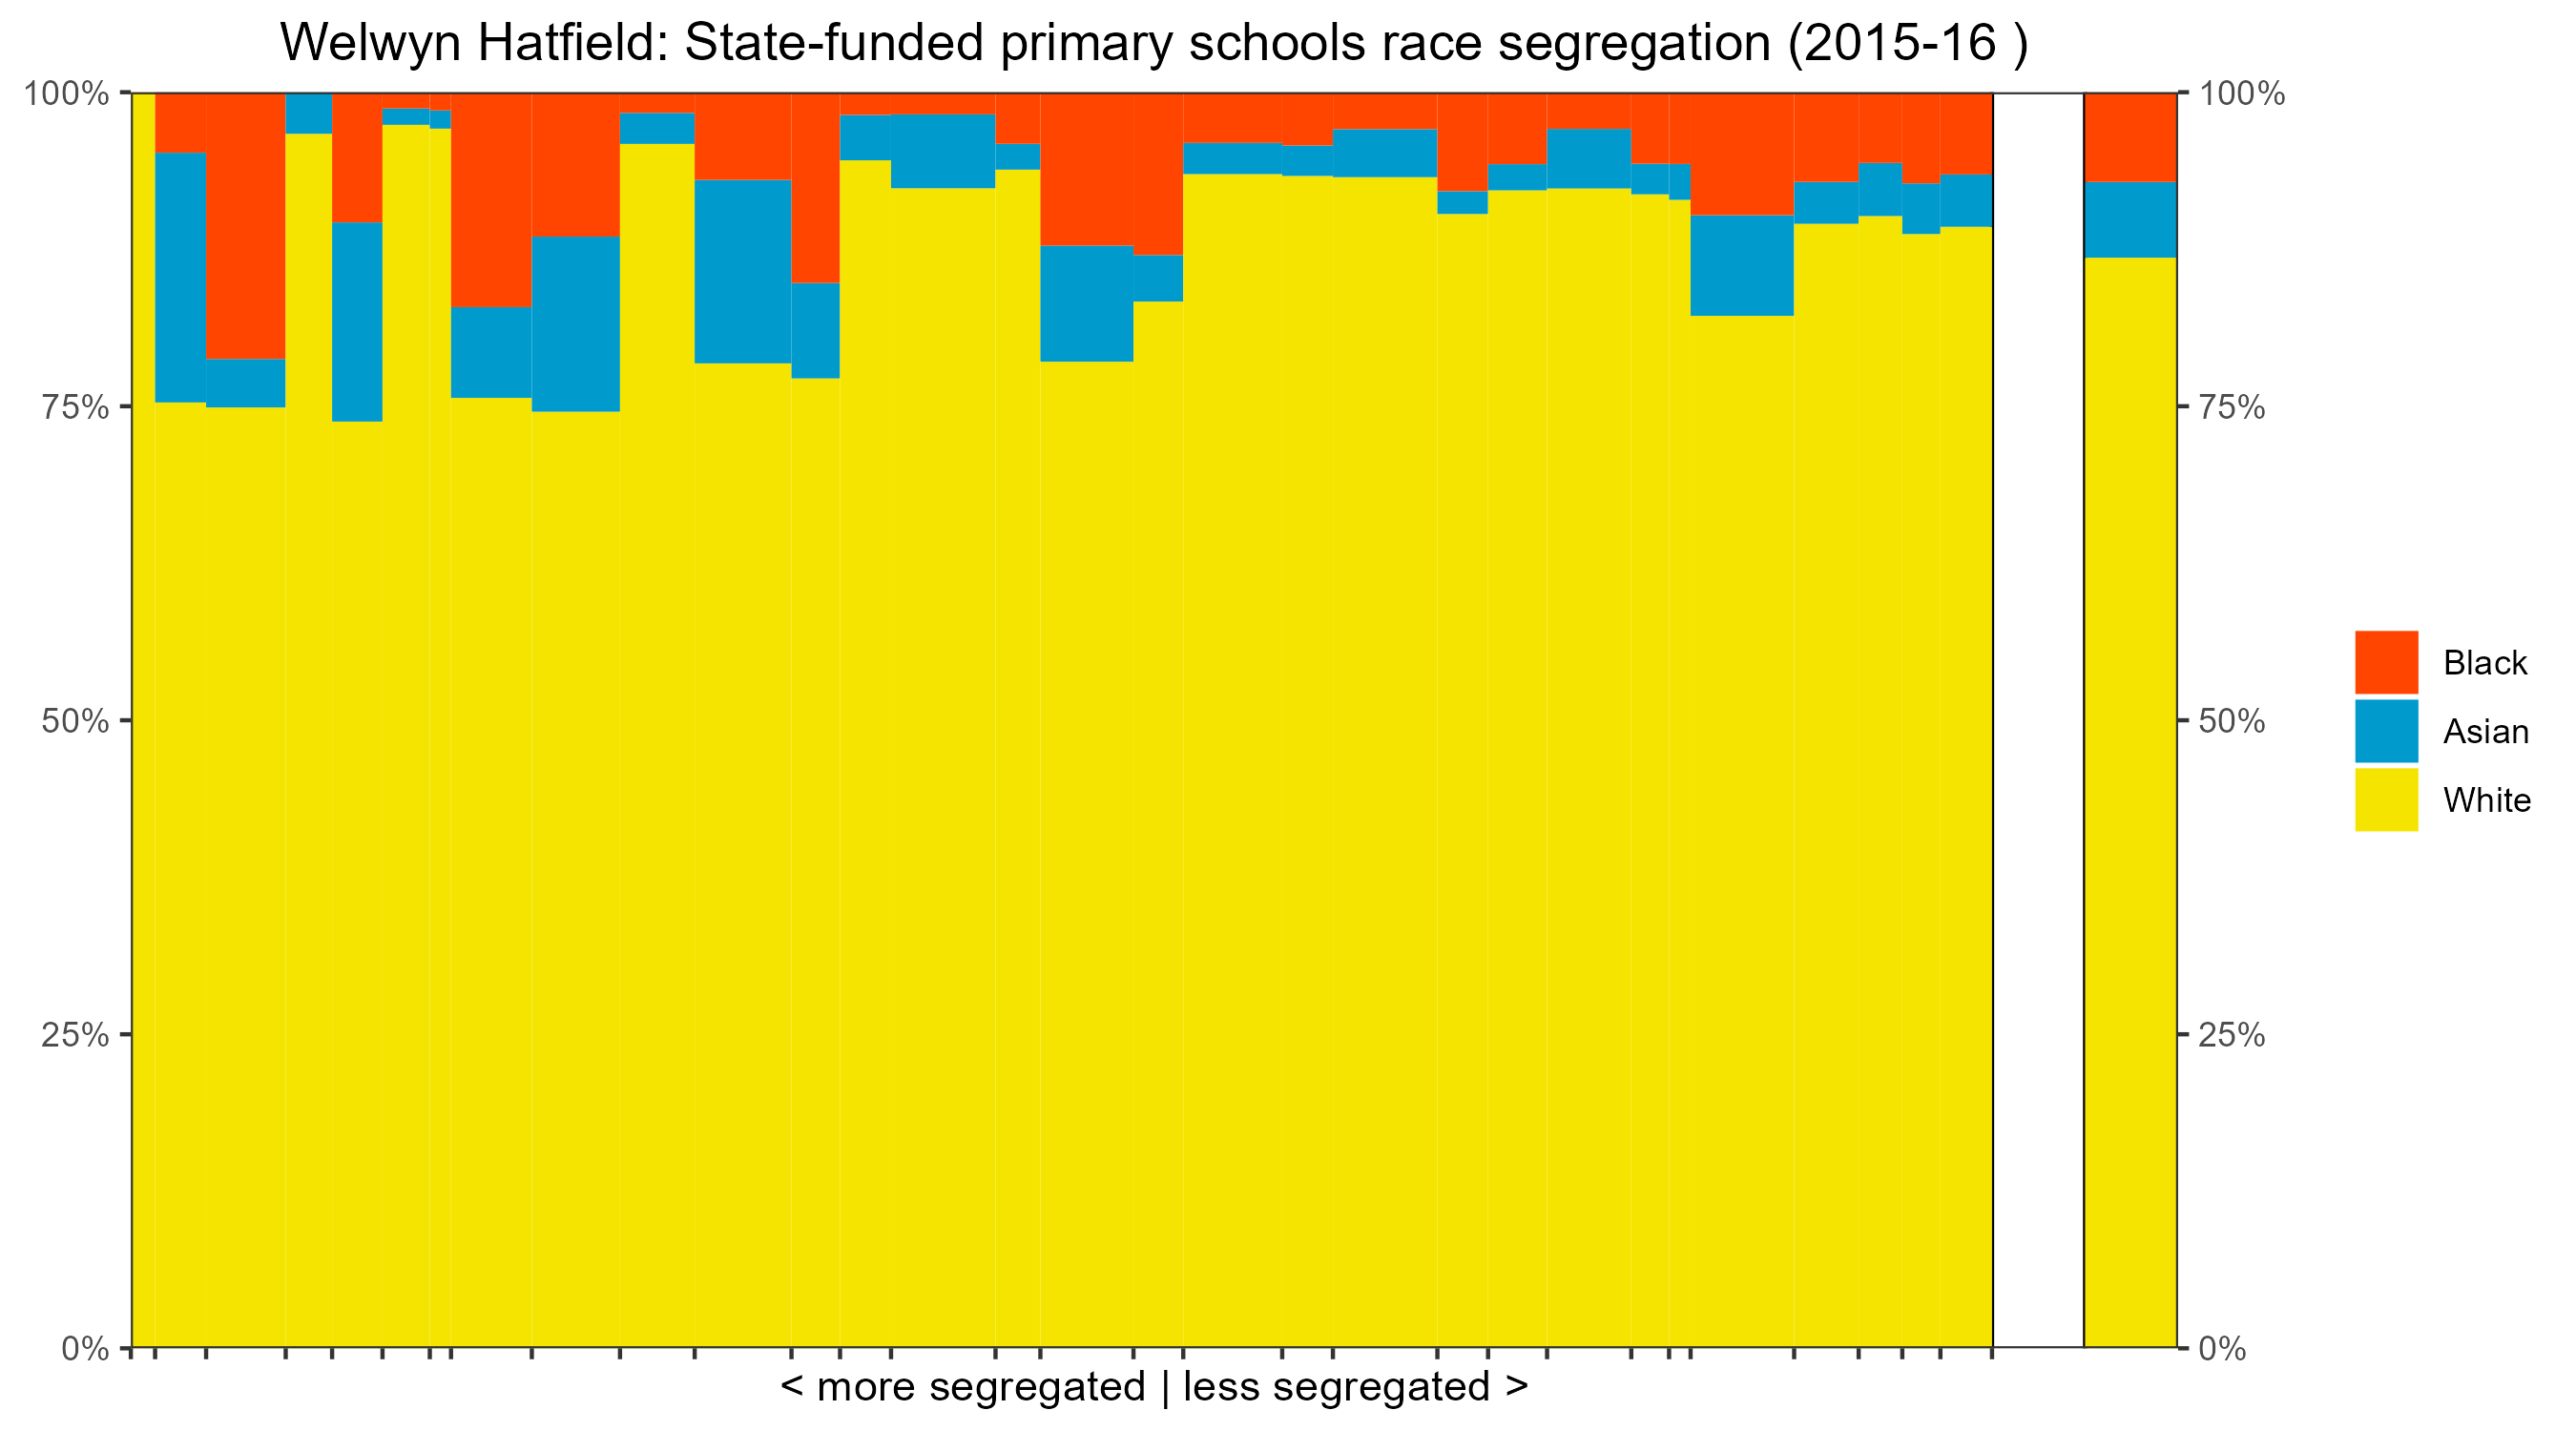 Welwyn Hatfield: State-funded primary schools race segregation (2015-16 )
100%
75%
50%
25%
0%
100%
75%
50%
25%
0%
Black
Asian
White
< more segregated | less segregated >